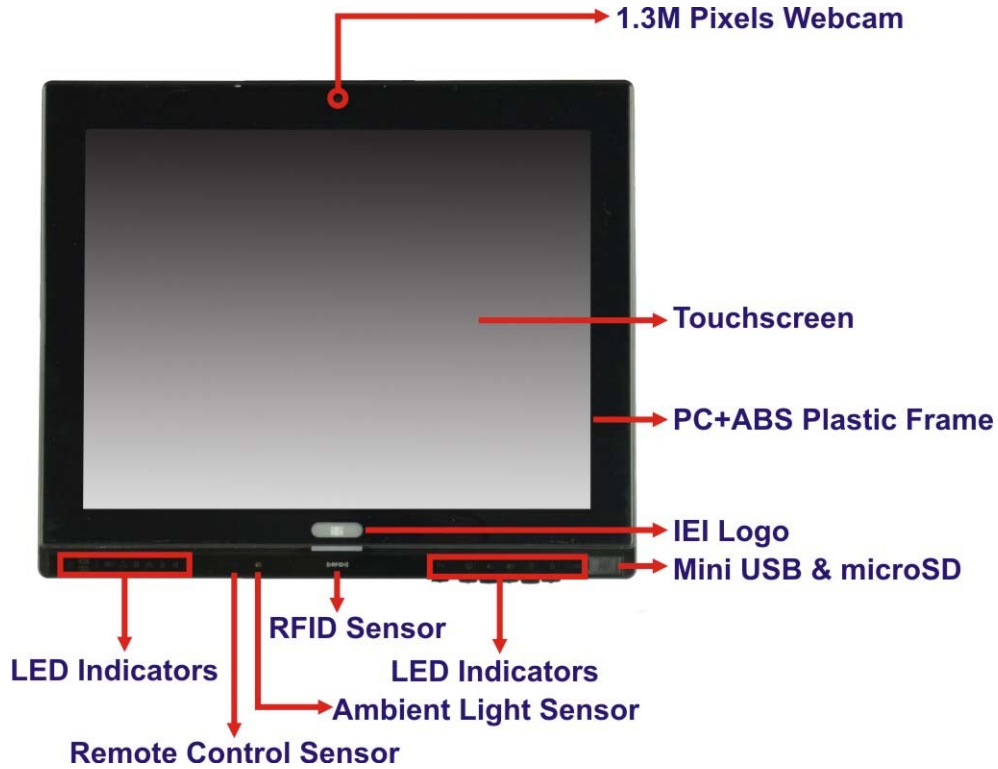 1.3M Pixels Webcam
Touchscreen
PC+ABS Plastic Frame
IEI Logo
Mini USB & microSD
RFID Sensor
LED Indicators
LED Indicators
Ambient Light Sensor
Remote Control Sensor